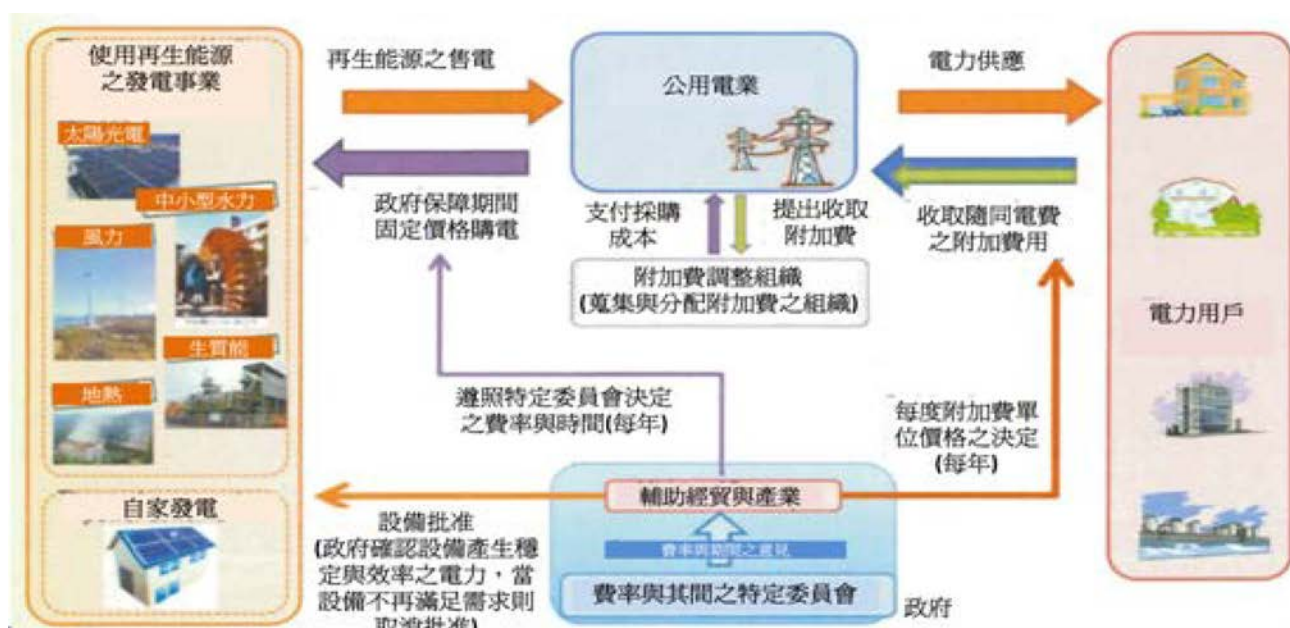 使用再生能源
之發電事業
太陽光電
中小型水力
風力
生質能
地熱
自家發電
再生能源之售電
政府保障期間
固定價格購電
公用電業
支付採購
成本
提出收取
附加費
附加費調整組織
(蒐集與分配附加費之組織)
電力供應
收取隨同電費
之附加費用
電力用戶
遵照特定委員會決定
之費率與時間(每年)
每度附加費單
位價格之決定
(每年)
設備批准
(政府確認設備產生穩
定與效率之電力，當
設備不再滿足需求則
取消批准)
輔助經貿與產業
費率與期間之意見
費率與其間之特定委員會
政府